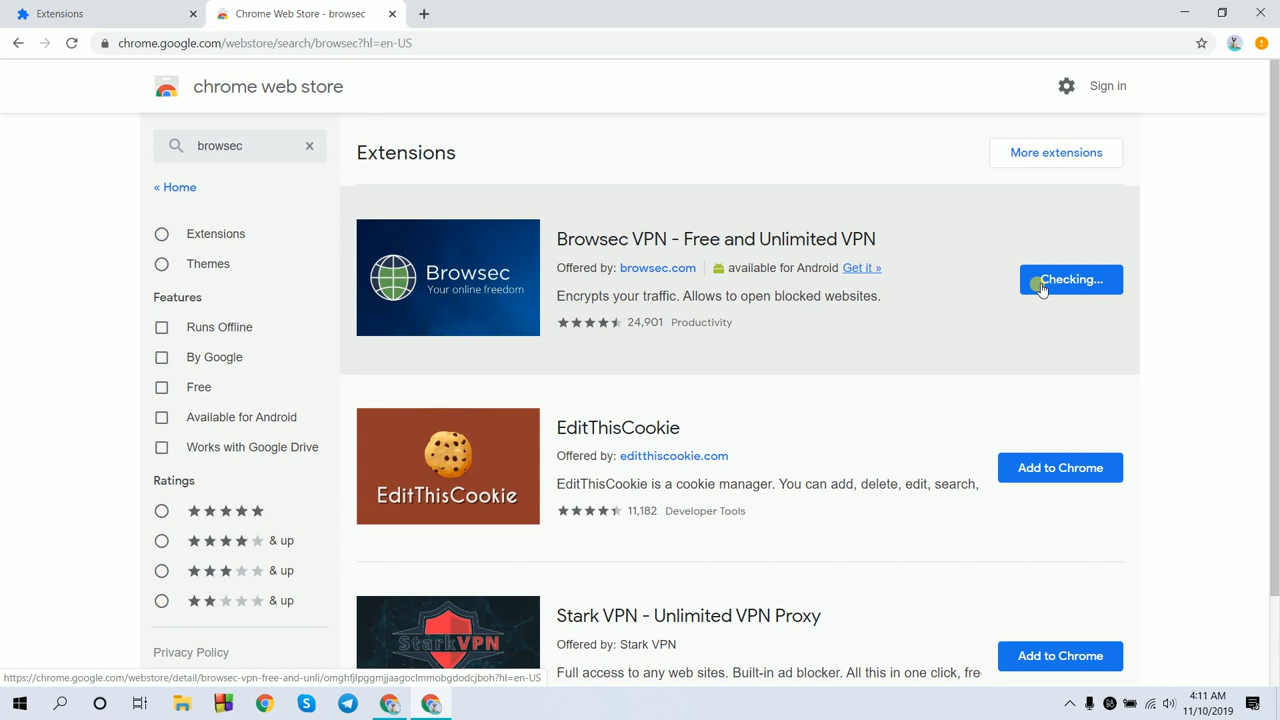 Extensions
Chrome Web Store - browsec
chrome.google.com/webstore/search/browsec?hl=en-US
chrome web store
Sign in
browsec
Extensions
More extensions
« Home
Extensions
Themes
Features
Runs Offline
By Google
Free
Available for Android
Works with Google Drive
Ratings
& up
& up
& up
Privacy Policy
Browsec
Your online freedom
Browsec VPN - Free and Unlimited VPN
Offered by: browsec.com
available for Android Get it »
Encrypts your traffic. Allows to open blocked websites.
24,901 Productivity
Checking...
EditThisCookie
EditThisCookie
Offered by: editthiscookie.com
EditThisCookie is a cookie manager. You can add, delete, edit, search,
11,182 Developer Tools
Add to Chrome
StarkVPN
Stark VPN - Unlimited VPN Proxy
Offered by: Stark VPN
Full access to any web sites. Built-in ad blocker. All this in one click, fre
Add to Chrome
https://chrome.google.com/webstore/detail/browsec-vpn-free-and-unli/omghfjlpggmjjaagoclmmobgdodcjboh?hl=en-US
4:11 AM
11/10/2019